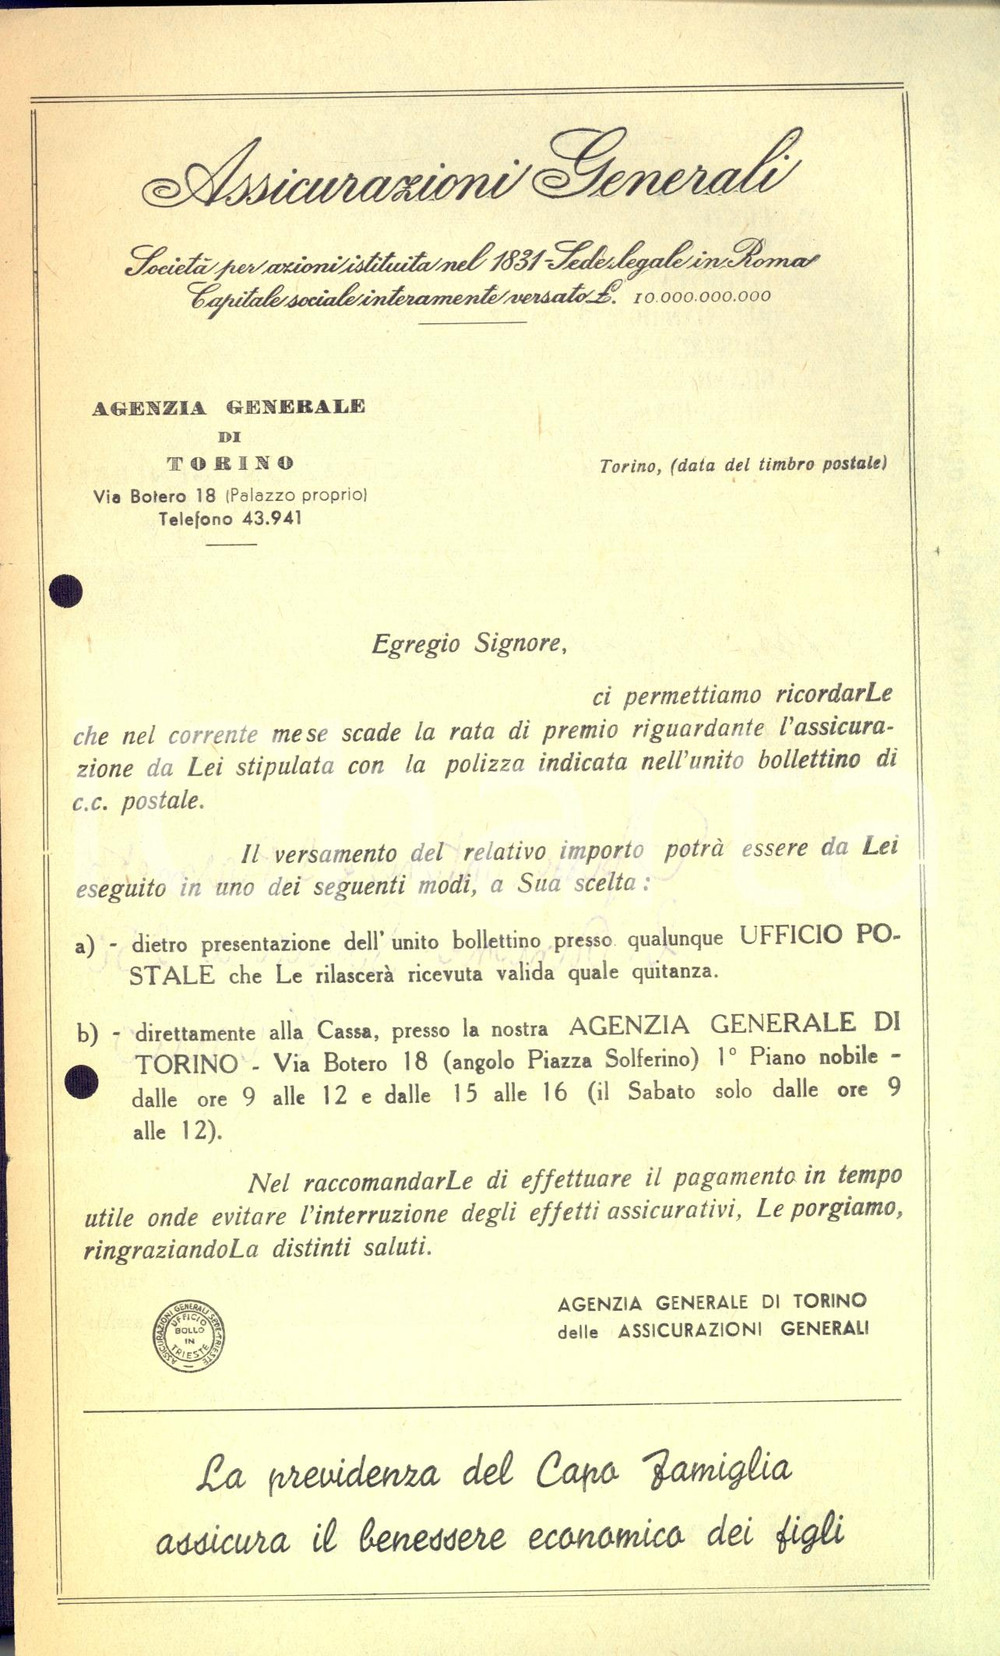 Assicurazioni Generali
Società per azioni istituita nel 1831 - Sede legale in Roma
Capitale sociale interamente versato £. 10.000.000.000
AGENZIA GENERALE
DI
TORINO
Via Botero 18 (Palazzo proprio)
Telefono 43.941
Torino, (data del timbro postale)
Egregio Signore,
ci permettiamo ricordarLe
che nel corrente mese scade la rata di premio riguardante l'assicura-
zione da Lei stipulata con la polizza indicata nell'unito bollettino di
c.c. postale.
Il versamento del relativo importo potrà essere da Lei
eseguito in uno dei seguenti modi, a Sua scelta :
a) - dietro presentazione dell' unito bollettino presso qualunque UFFICIO PO-
STALE che Le rilascerà ricevuta valida quale quitanza.
b) - direttamente alla Cassa, presso la nostra AGENZIA GENERALE DI
TORINO - Via Botero 18 (angolo Piazza Solferino) 1° Piano nobile -
dalle ore 9 alle 12 e dalle 15 alle 16 (il Sabato solo dalle ore 9
alle 12).
Nel raccomandarLe di effettuare il pagamento in tempo
utile onde evitare l'interruzione degli effetti assicurativi, Le porgiamo,
ringraziandoLa distinti saluti.
ASSICURAZIONI GENERALI SEDE-TRIESTE
UFFICIO
BOLLO
IN
TRIESTE
AGENZIA GENERALE DI TORINO
delle ASSICURAZIONI GENERALI
La previdenza del Capo Famiglia
assicura il benessere economico dei figli